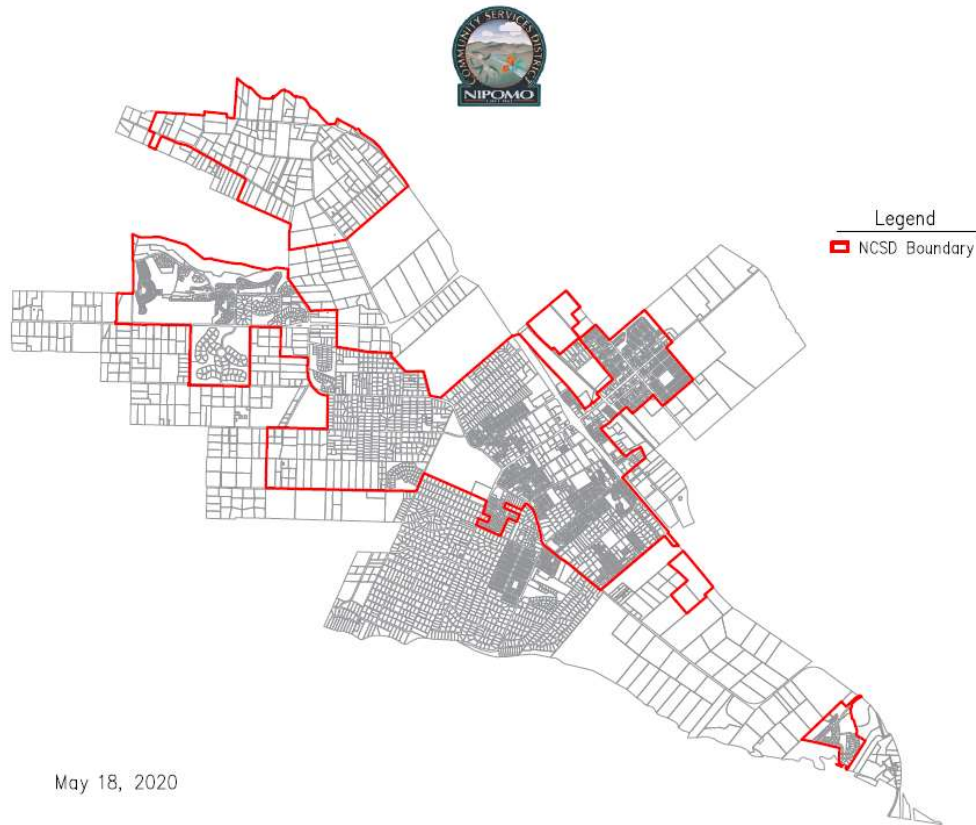 COMMUNITY SERVICES DISTRICT
NIPOMO
Legend
NCSD Boundary
May 18, 2020